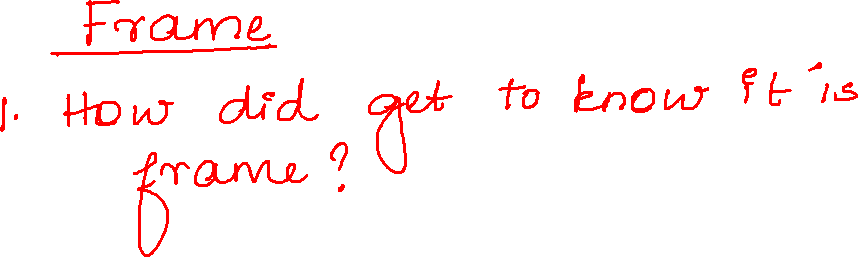 Frame
1. How did get to know it is
frame?